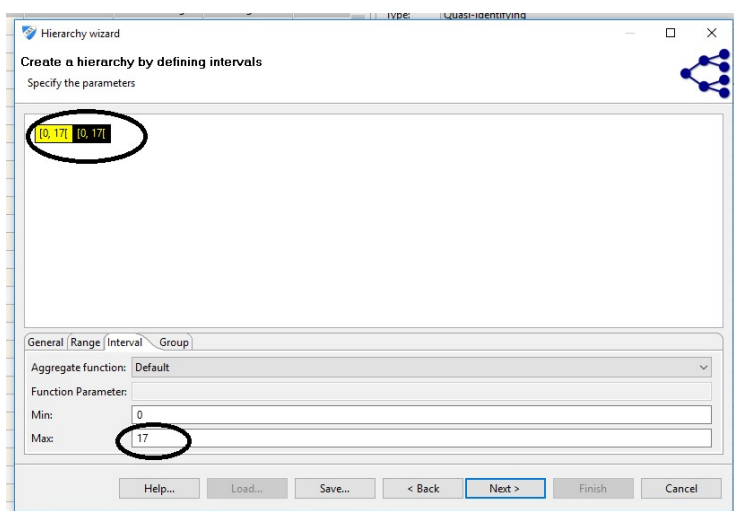 Type: Quasi-identifying
Hierarchy wizard
Create a hierarchy by defining intervals
Specify the parameters
[0, 17[ [0, 17[
General Range Interval Group
Aggregate function: Default
Function Parameter:
Min: 0
Max: 17
Help... Load... Save... < Back Next > Finish Cancel